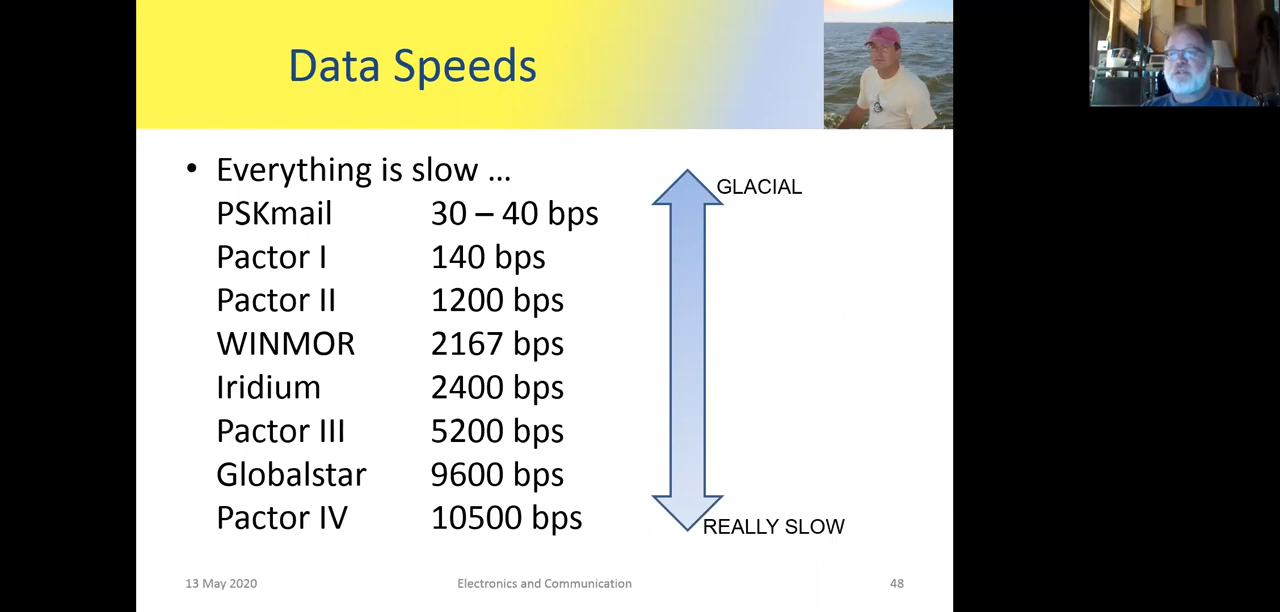 Data Speeds
• Everything is slow …
GLACIAL
PSKmail 30 – 40 bps
Pactor I 140 bps
Pactor II 1200 bps
WINMOR 2167 bps
Iridium 2400 bps
Pactor III 5200 bps
Globalstar 9600 bps
Pactor IV 10500 bps
REALLY SLOW
13 May 2020 Electronics and Communication 48